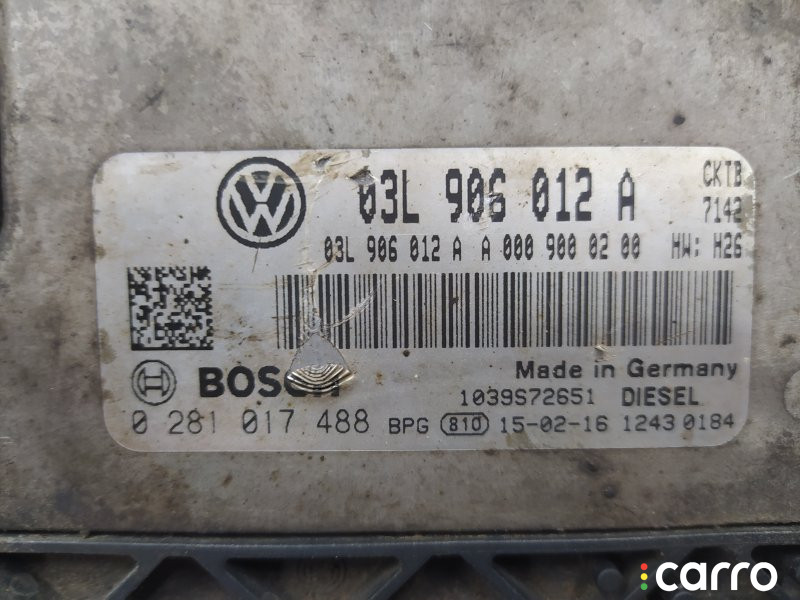 03L 906 012 A
CKTB
7142
03L 906 012 A A 000 900 02 00 HW: H26
Made in Germany
BOSCH
1039S72651 DIESEL
0 281 017 488 BPG 810 15-02-16 1243 0184
carro